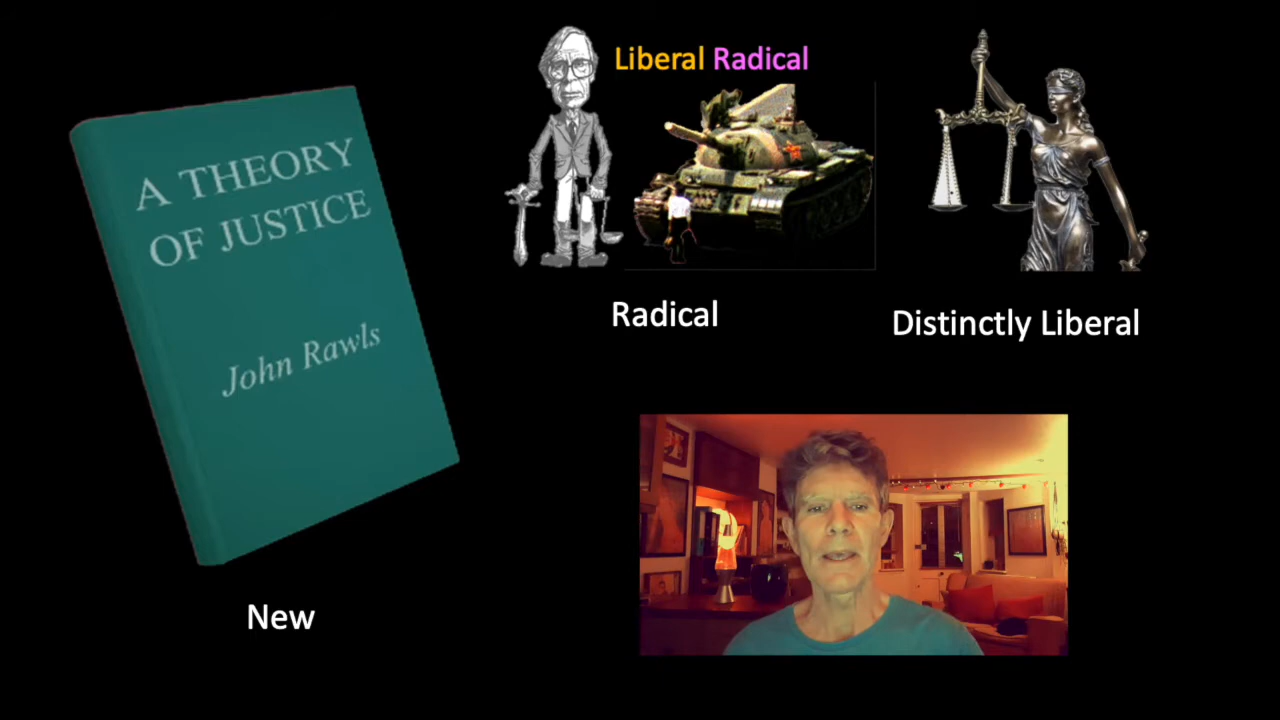 A THEORY
OF JUSTICE
John Rawls
New
Liberal Radical
Radical
Distinctly Liberal